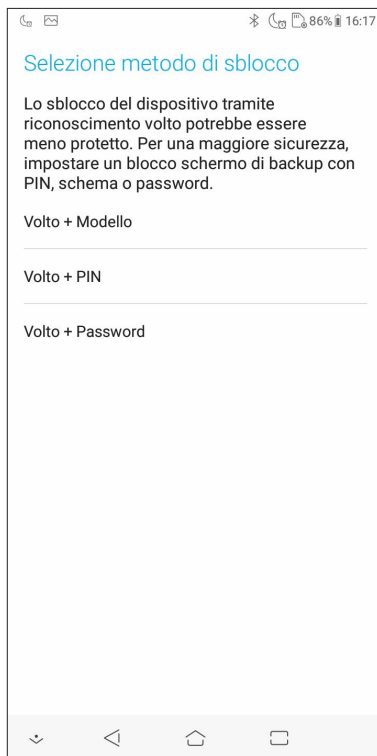 86% 16:17
Selezione metodo di sblocco
Lo sblocco del dispositivo tramite
riconoscimento volto potrebbe essere
meno protetto. Per una maggiore sicurezza,
impostare un blocco schermo di backup con
PIN, schema o password.
Volto + Modello
Volto + PIN
Volto + Password